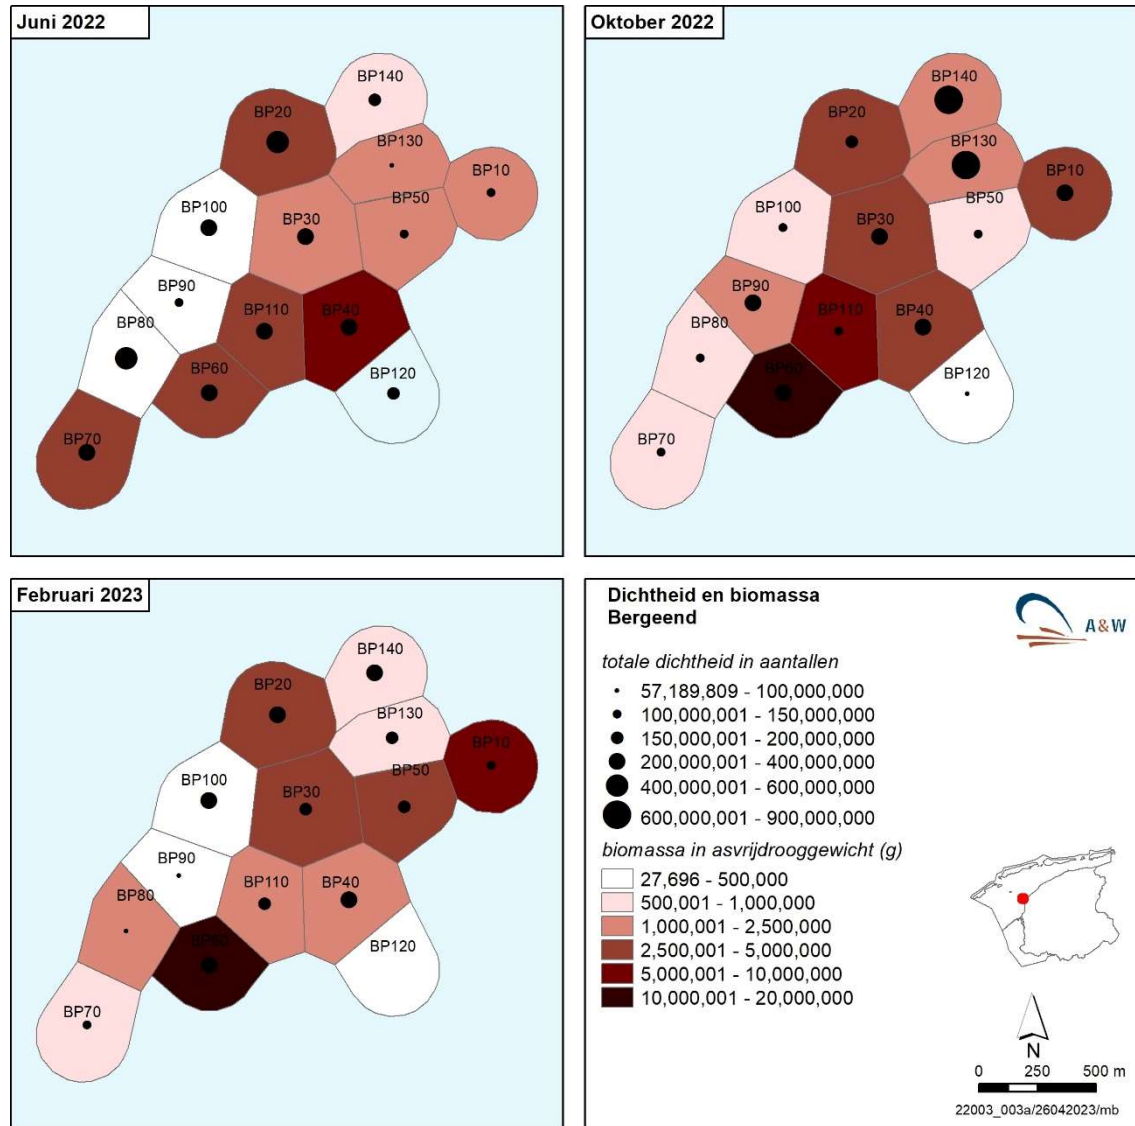 Juni 2022
BP140
BP20
BP130
BP10
BP50
BP100
BP30
BP90
BP80
BP110
BP40
BP60
BP120
BP70
Oktober 2022
BP140
BP20
BP130
BP10
BP50
BP100
BP30
BP90
BP80
BP110
BP40
BP60
BP120
BP70
Februari 2023
BP140
BP20
BP130
BP10
BP50
BP100
BP30
BP90
BP80
BP110
BP40
BP60
BP120
BP70
Dichtheid en biomassa
Bergeend
A&W
totale dichtheid in aantallen
57,189,809 - 100,000,000
100,000,001 - 150,000,000
150,000,001 - 200,000,000
200,000,001 - 400,000,000
400,000,001 - 600,000,000
600,000,001 - 900,000,000
biomassa in asvrijdrooggewicht (g)
27,696 - 500,000
500,001 - 1,000,000
1,000,001 - 2,500,000
2,500,001 - 5,000,000
5,000,001 - 10,000,000
10,000,001 - 20,000,000
N
0 250 500 m
22003_003a/26042023/mb